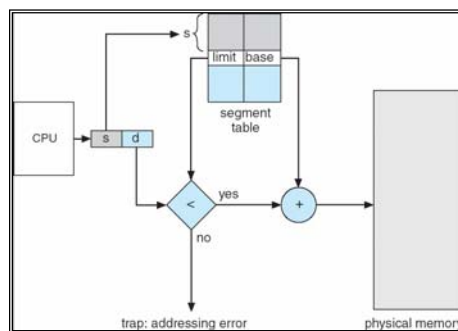 s
limit base
segment
table
CPU
s d
<
yes
+
no
trap: addressing error
physical memory